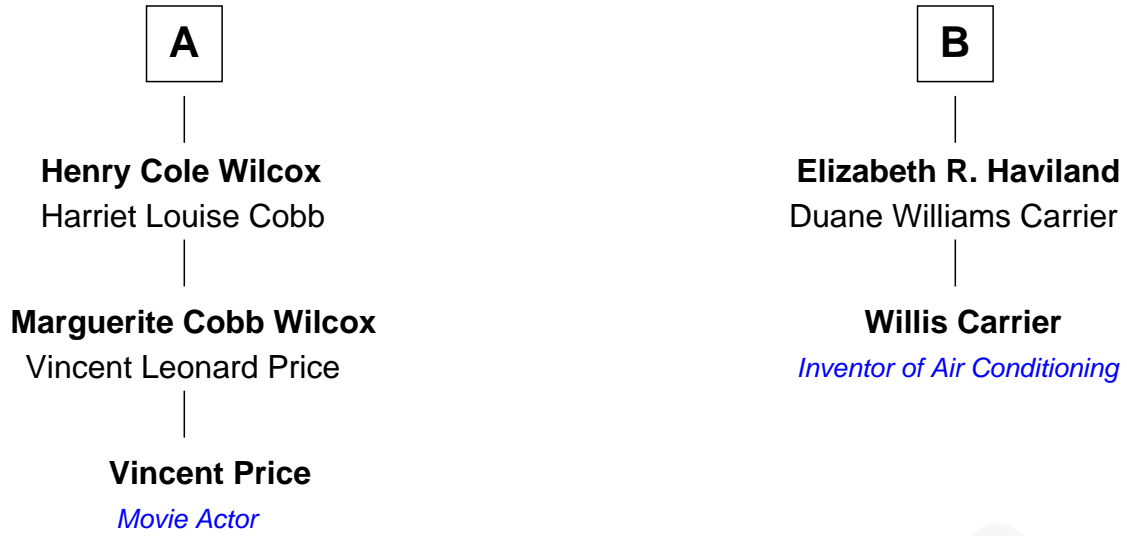 A
Henry Cole Wilcox
Harriet Louise Cobb
Marguerite Cobb Wilcox
Vincent Leonard Price
Vincent Price
Movie Actor
B
Elizabeth R. Haviland
Duane Williams Carrier
Willis Carrier
Inventor of Air Conditioning